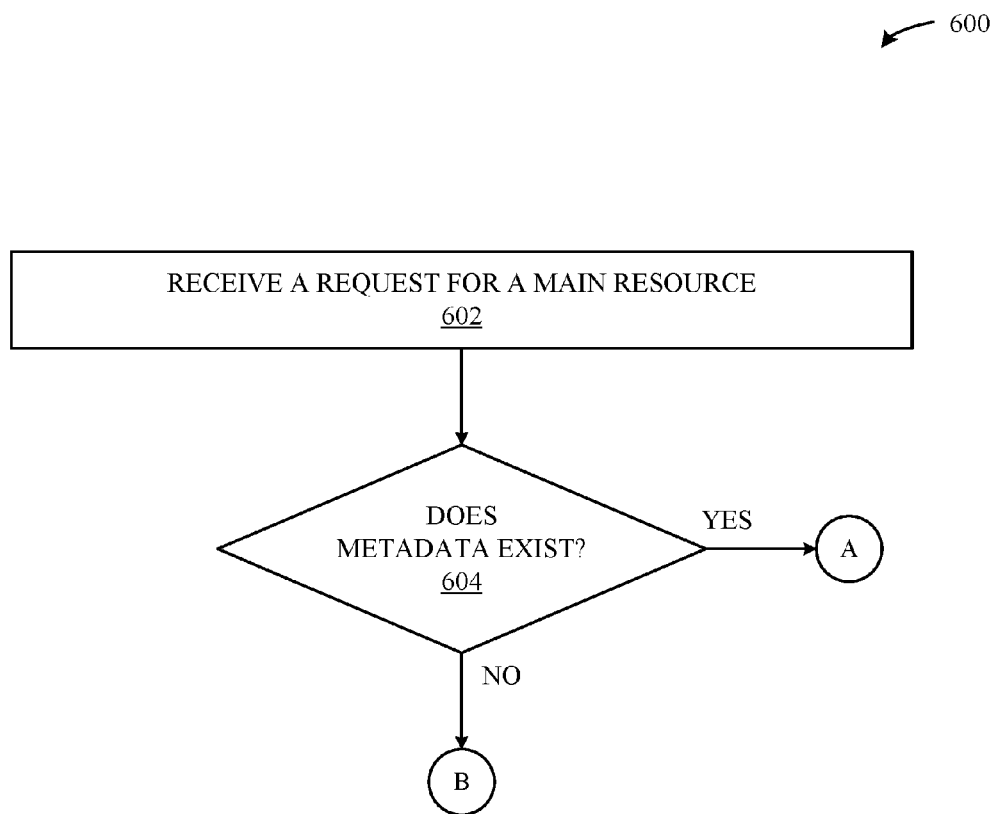 600
RECEIVE A REQUEST FOR A MAIN RESOURCE
602
DOES
METADATA EXIST?
604
YES
A
NO
B